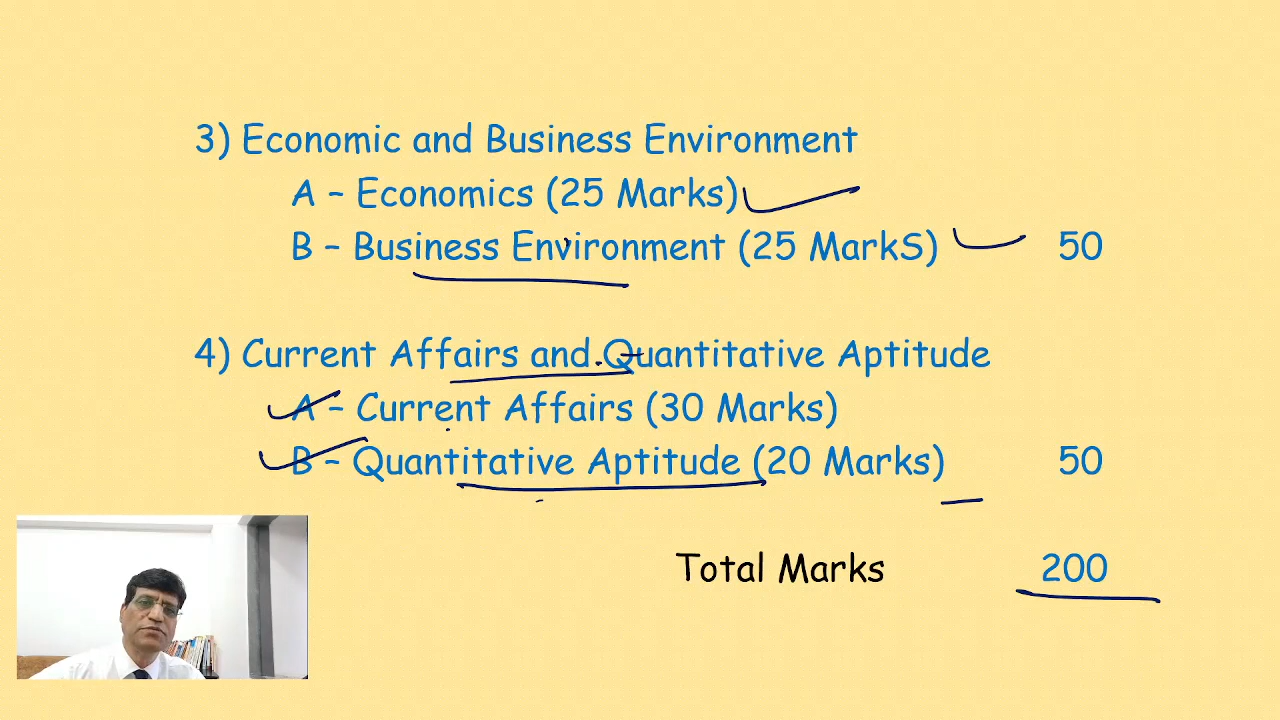 3) Economic and Business Environment
A – Economics (25 Marks)
B – Business Environment (25 MarkS) 50
4) Current Affairs and Quantitative Aptitude
A – Current Affairs (30 Marks)
B – Quantitative Aptitude (20 Marks) 50
Total Marks 200